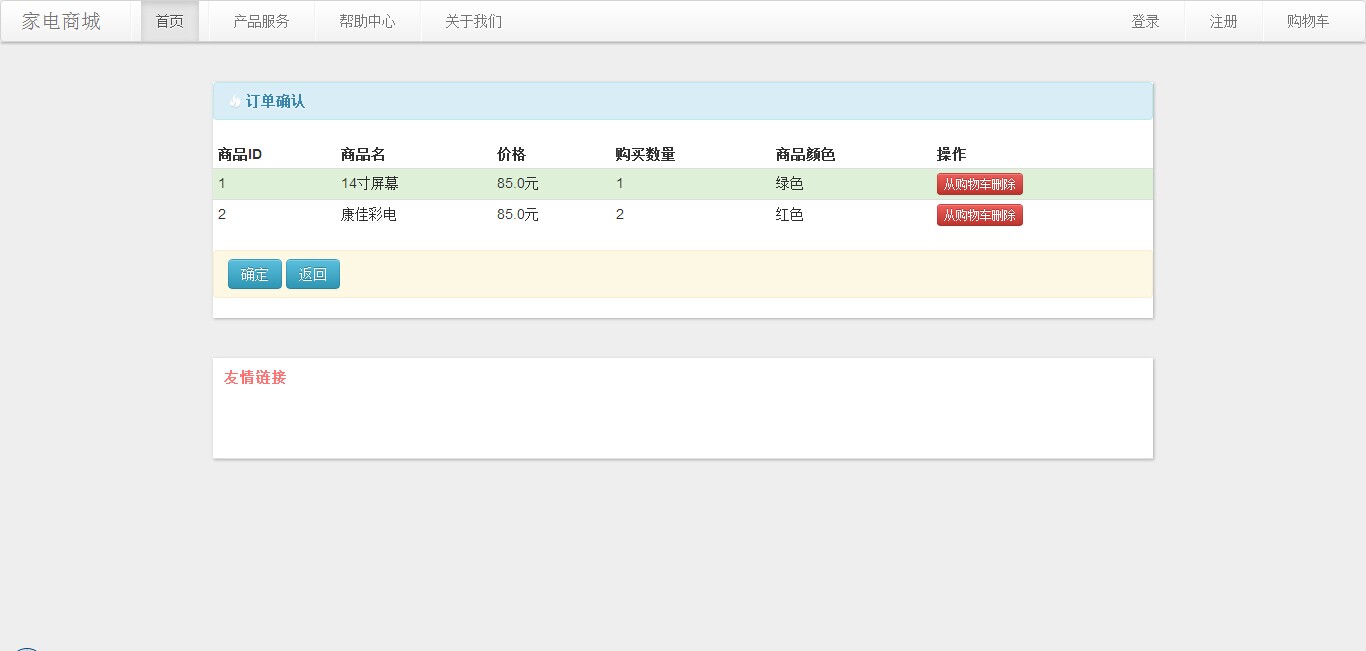 家电商城 首页 产品服务 帮助中心 关于我们 登录 注册 购物车
订单确认
商品ID 商品名 价格 购买数量 商品颜色 操作
1 14寸屏幕 85.0元 1 绿色 从购物车删除
2 康佳彩电 85.0元 2 红色 从购物车删除
确定 返回
友情链接